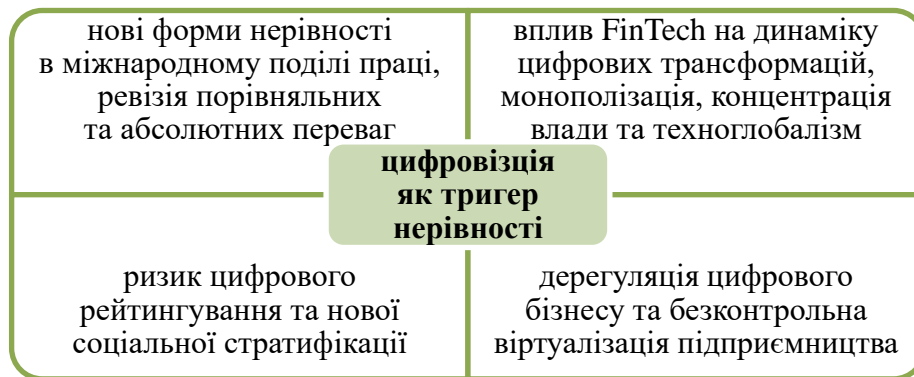 нові форми нерівності
в міжнародному поділі праці,
ревізія порівняльних
та абсолютних переваг
вплив FinTech на динаміку
цифрових трансформацій,
монополізація, концентрація
влади та техноглобалізм
цифровізція
як тригер
нерівності
ризик цифрового
рейтингування та нової
соціальної стратифікації
дерегуляція цифрового
бізнесу та безконтрольна
віртуалізація підприємництва